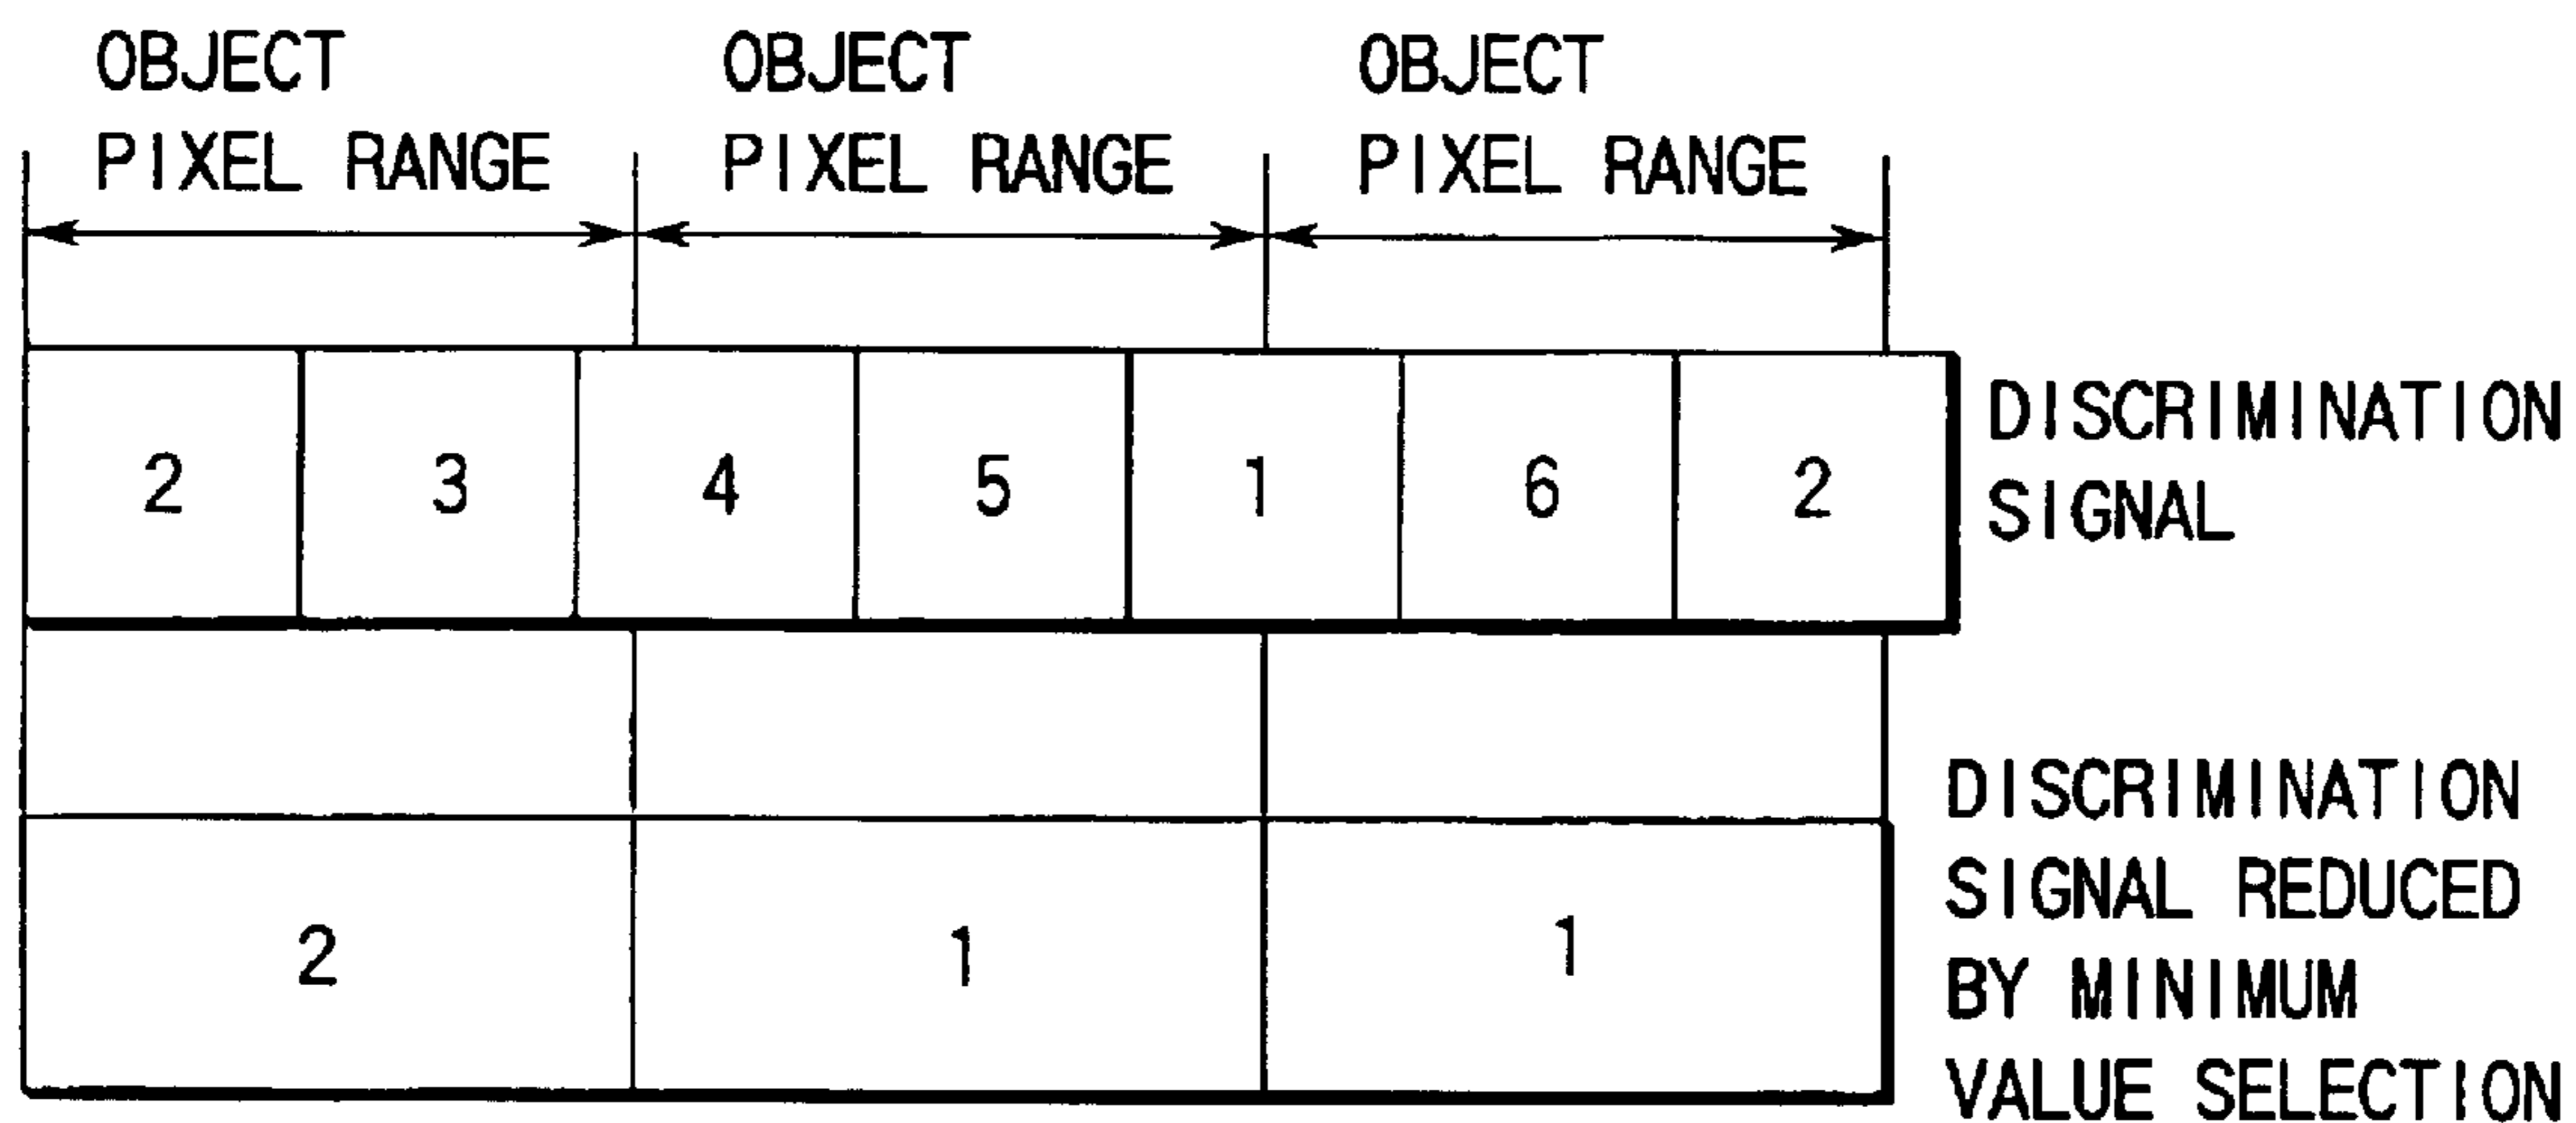 OBJECT OBJECT OBJECT
PIXEL RANGE PIXEL RANGE PIXEL RANGE
2 3 4 5 1 6 2
DISCRIMINATION
SIGNAL
2 1 1
DISCRIMINATION
SIGNAL REDUCED
BY MINIMUM
VALUE SELECTION